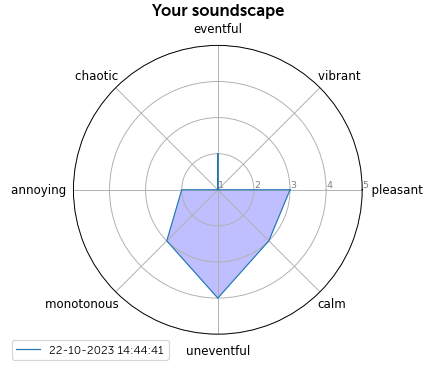 Your soundscape
eventful
chaotic
vibrant
annoying
1 2 3 4 5
pleasant
monotonous
calm
22-10-2023 14:44:41
uneventful